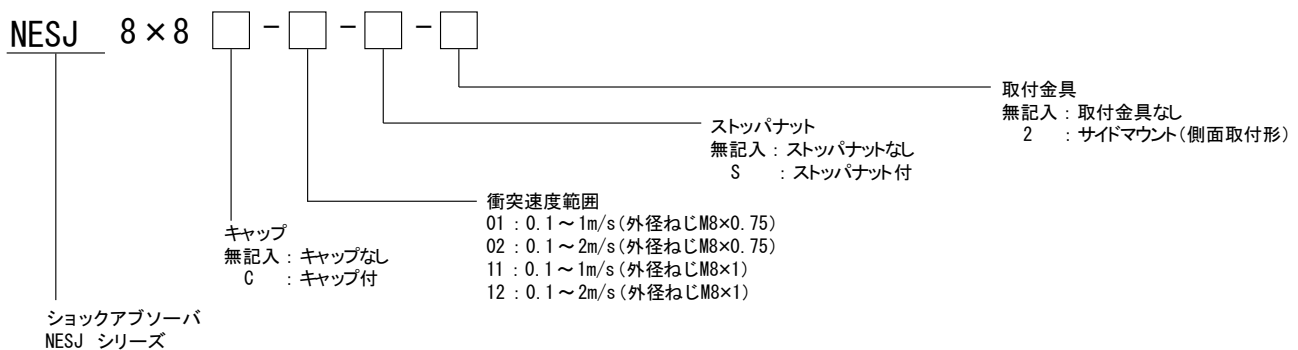 NESJ 8×8 □-□-□-□
取付金具
無記入：取付金具なし
2 ：サイドマウント(側面取付形)
ストッパナット
無記入：ストッパナットなし
S ：ストッパナット付
衝突速度範囲
01：0.1～1m/s(外径ねじM8×0.75)
02：0.1～2m/s(外径ねじM8×0.75)
11：0.1～1m/s(外径ねじM8×1)
12：0.1～2m/s(外径ねじM8×1)
キャップ
無記入：キャップなし
C ：キャップ付
ショックアブソーバ
NESJ シリーズ